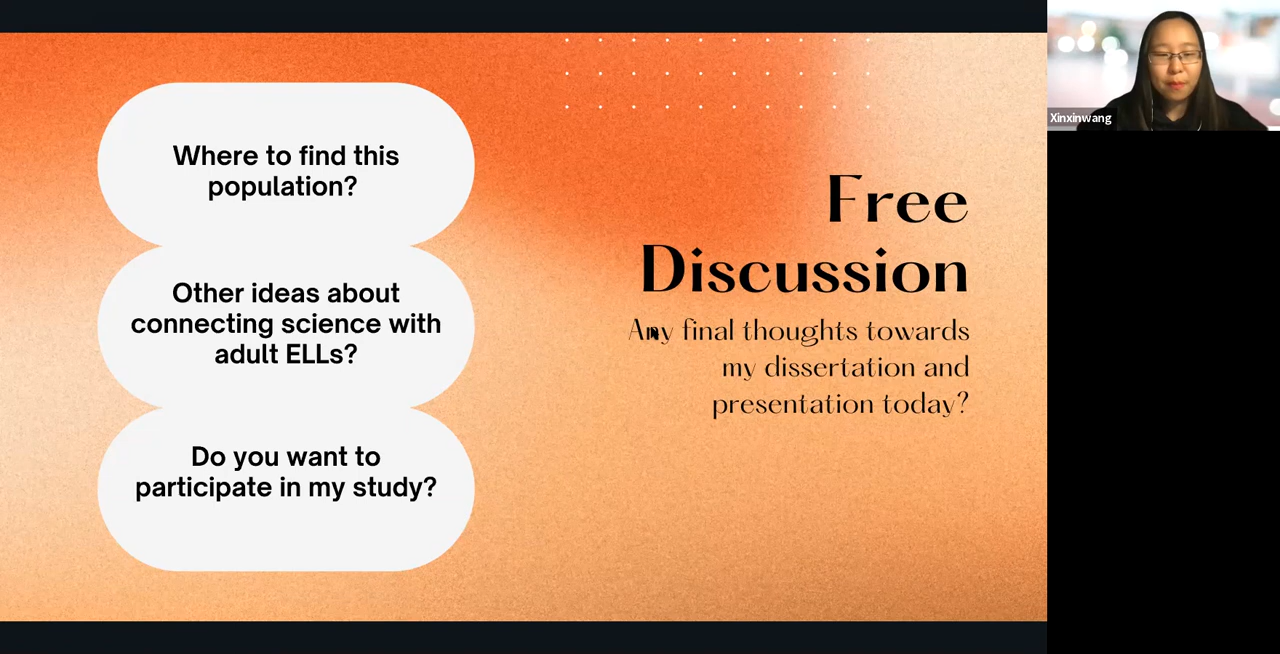 Where to find this
population?
Other ideas about
connecting science with
adult ELLs?
Do you want to
participate in my study?
Free
Discussion
Any final thoughts towards
my dissertation and
presentation today?
Xinxinwang